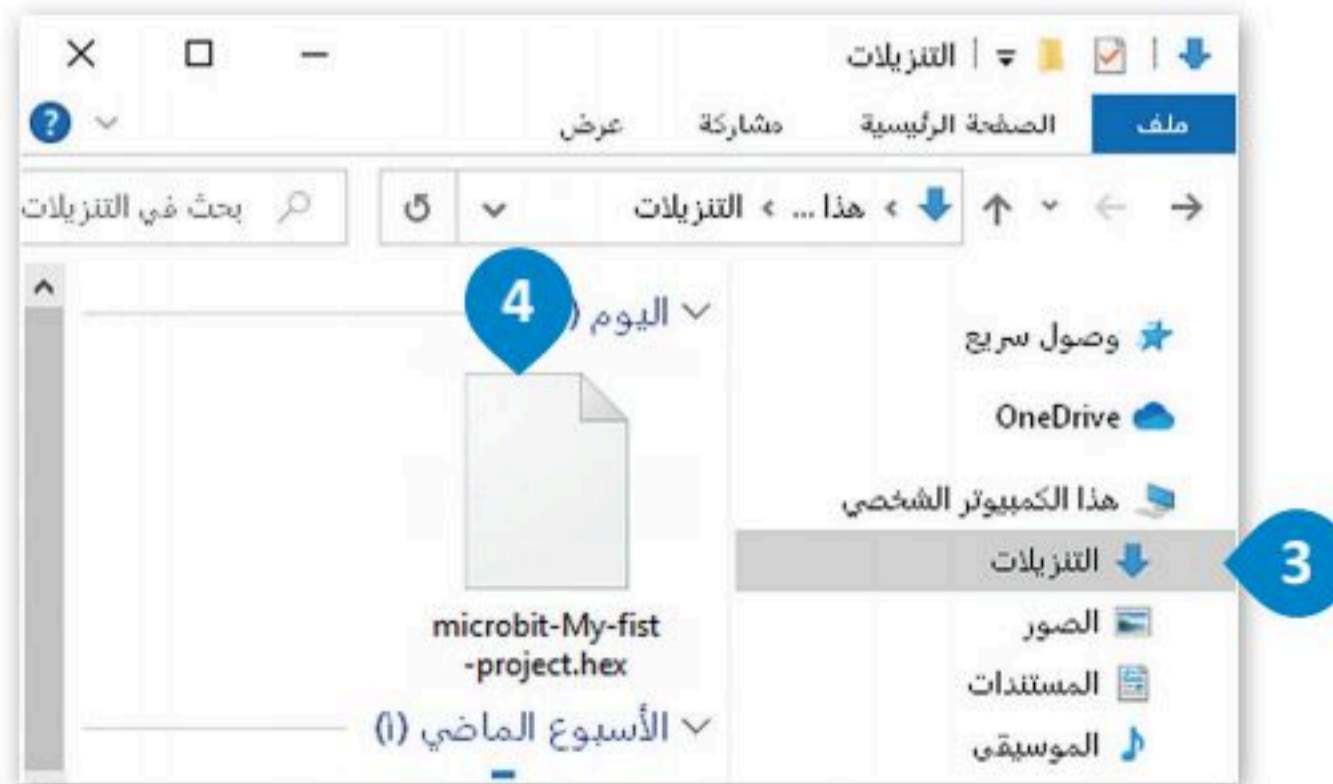 التنزيلات
ملف الصفحة الرئيسية مشاركة عرض ?
هذا ... › التنزيلات بحث في التنزيلات
وصول سريع
OneDrive
هذا الكمبيوتر الشخصي
التنزيلات
3
الصور
المستندات
الموسيقى
اليوم (
4
microbit-My-fist
-project.hex
الأسبوع الماضي (١)